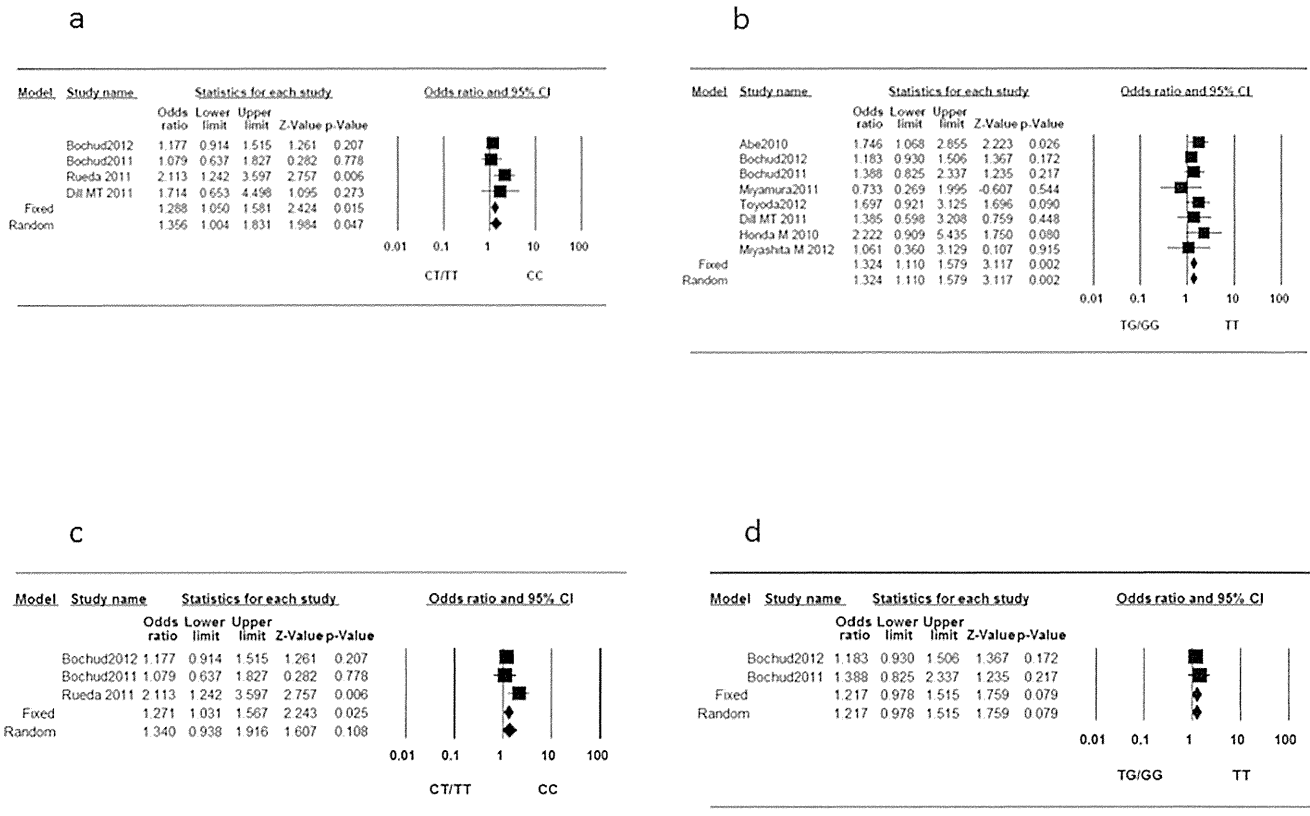 a
Model Study name Statistics for each study Odds ratio and 95% CI
Odds Lower Upper
ratio limit limit Z-Value p-Value
Bochud2012 1.177 0.914 1.515 1.261 0.207
Bochud2011 1.079 0.637 1.827 0.282 0.778
Rueda 2011 2.113 1.242 3.597 2.757 0.006
Dill MT 2011 1.714 0.653 4.498 1.095 0.273
Fixed 1.288 1.050 1.581 2.424 0.015
Random 1.356 1.004 1.831 1.984 0.047
0.01 0.1 1 10 100
CT/TT CC
b
Model Study name Statistics for each study Odds ratio and 95% CI
Odds Lower Upper
ratio limit limit Z-Value p-Value
Abe2010 1.746 1.068 2.855 2.223 0.026
Bochud2012 1.183 0.930 1.506 1.367 0.172
Bochud2011 1.388 0.825 2.337 1.235 0.217
Miyamura2011 0.733 0.269 1.995 -0.607 0.544
Toyoda2012 1.697 0.921 3.125 1.696 0.090
Dill MT 2011 1.385 0.598 3.208 0.759 0.448
Honda M 2010 2.222 0.909 5.435 1.750 0.080
Miyashita M 2012 1.061 0.360 3.129 0.107 0.915
Fixed 1.324 1.110 1.579 3.117 0.002
Random 1.324 1.110 1.579 3.117 0.002
0.01 0.1 1 10 100
TG/GG TT
c
Model Study name Statistics for each study Odds ratio and 95% CI
Odds Lower Upper
ratio limit limit Z-Value p-Value
Bochud2012 1.177 0.914 1.515 1.261 0.207
Bochud2011 1.079 0.637 1.827 0.282 0.778
Rueda 2011 2.113 1.242 3.597 2.757 0.006
Fixed 1.271 1.031 1.567 2.243 0.025
Random 1.340 0.938 1.916 1.607 0.108
0.01 0.1 1 10 100
CT/TT CC
d
Model Study name Statistics for each study Odds ratio and 95% CI
Odds Lower Upper
ratio limit limit Z-Value p-Value
Bochud2012 1.183 0.930 1.506 1.367 0.172
Bochud2011 1.388 0.825 2.337 1.235 0.217
Fixed 1.217 0.978 1.515 1.759 0.079
Random 1.217 0.978 1.515 1.759 0.079
0.01 0.1 1 10 100
TG/GG TT